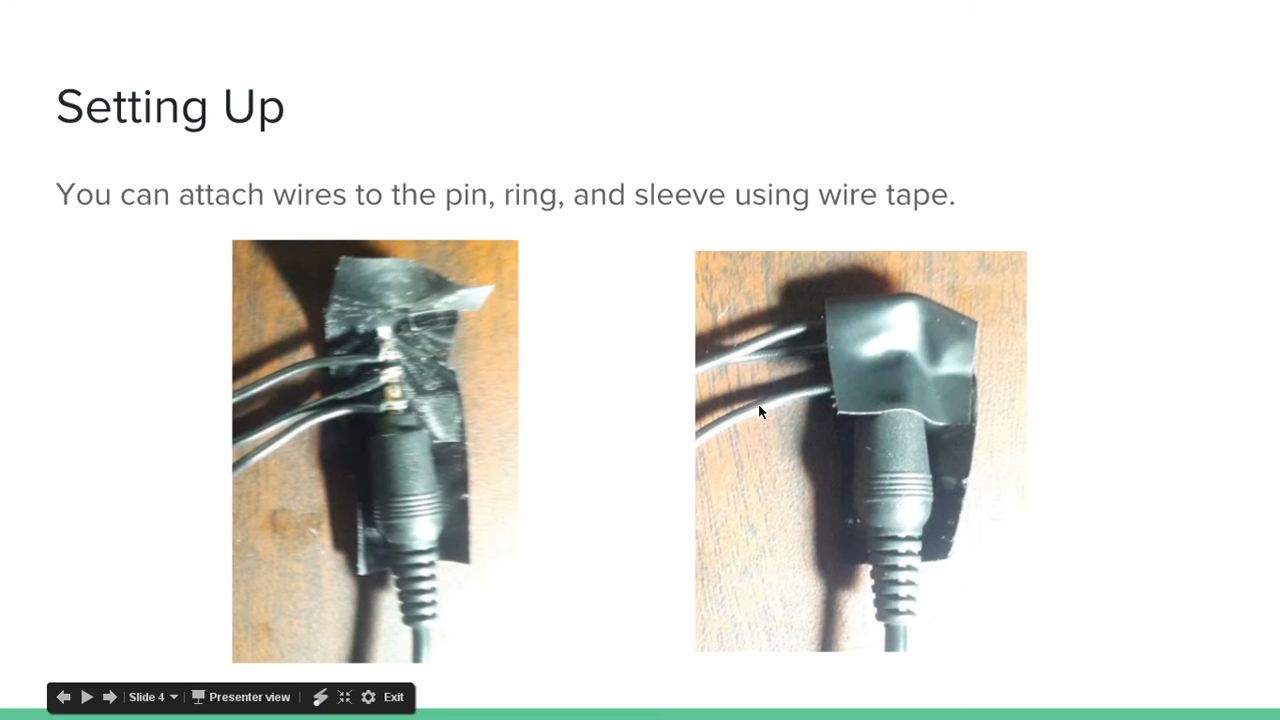 Setting Up
You can attach wires to the pin, ring, and sleeve using wire tape.
Slide 4 Presenter view Exit